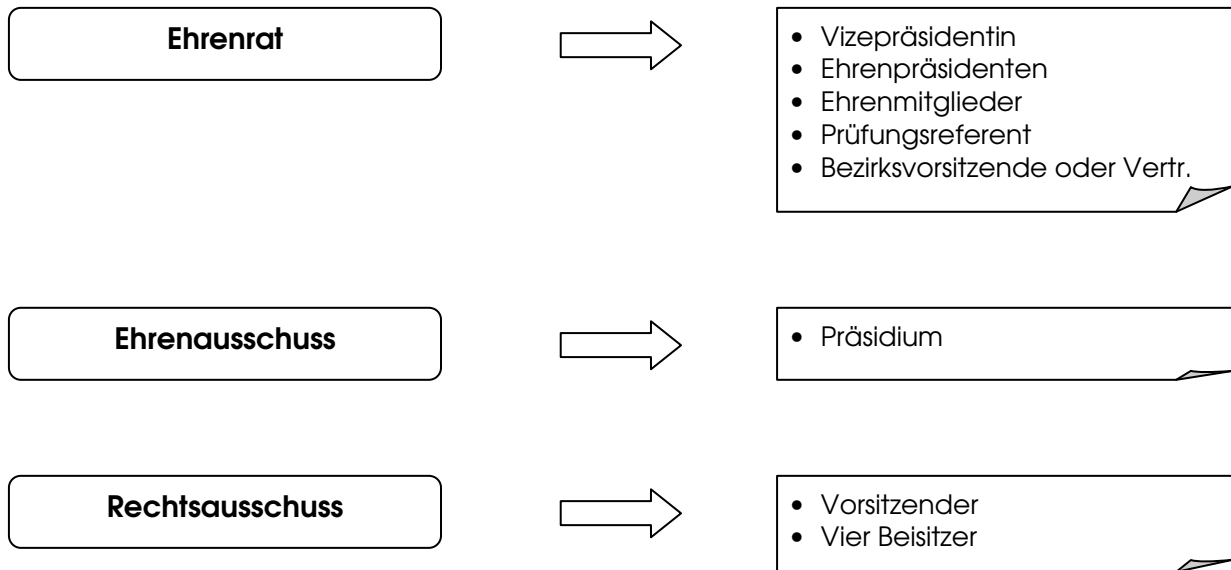 Ehrenrat
• Vizepräsidentin
• Ehrenpräsidenten
• Ehrenmitglieder
• Prüfungsreferent
• Bezirksvorsitzende oder Vertr.
Ehrenausschuss
• Präsidium
Rechtsausschuss
• Vorsitzender
• Vier Beisitzer